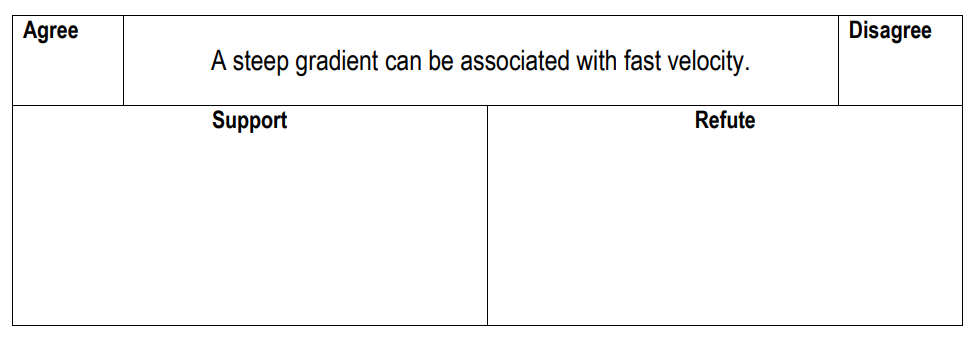 Agree
A steep gradient can be associated with fast velocity.
Disagree
Support
Refute